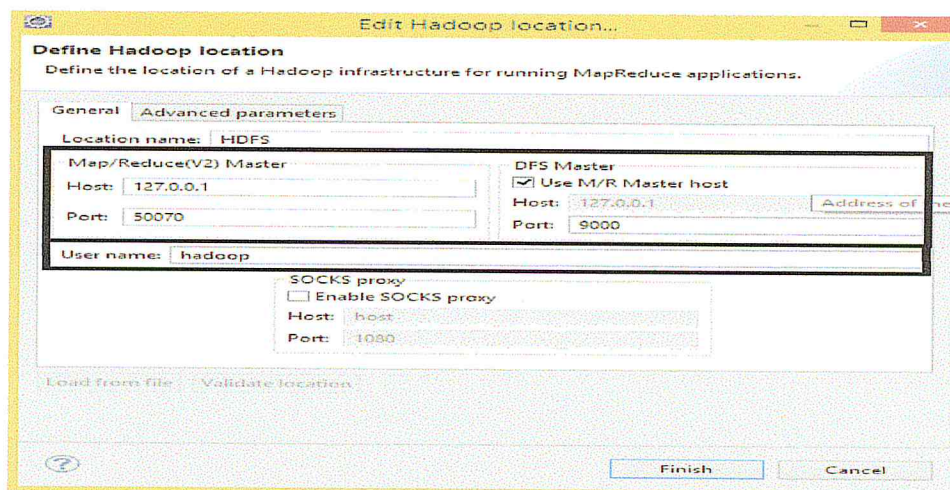 Edit Hadoop location...
Define Hadoop location
Define the location of a Hadoop infrastructure for running MapReduce applications.
General
Advanced parameters
Location name: HDFS
Map/Reduce(V2) Master
Host: 127.0.0.1
Port: 50070
DFS Master
Use M/R Master host
Host: 127.0.0.1
Address of
Port: 9000
User name: hadoop
SOCKS proxy
Enable SOCKS proxy
Host: host
Port: 1080
Load from file
Validate location
?
Finish
Cancel